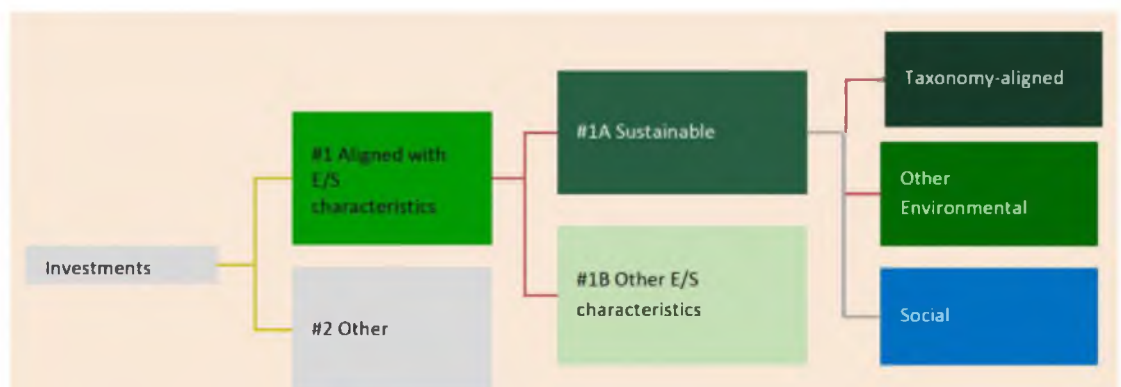 Investments
#1 Aligned with
E/S
characteristics
#2 Other
#1A Sustainable
#1B Other E/S
characteristics
Taxonomy-aligned
Other
Environmental
Social